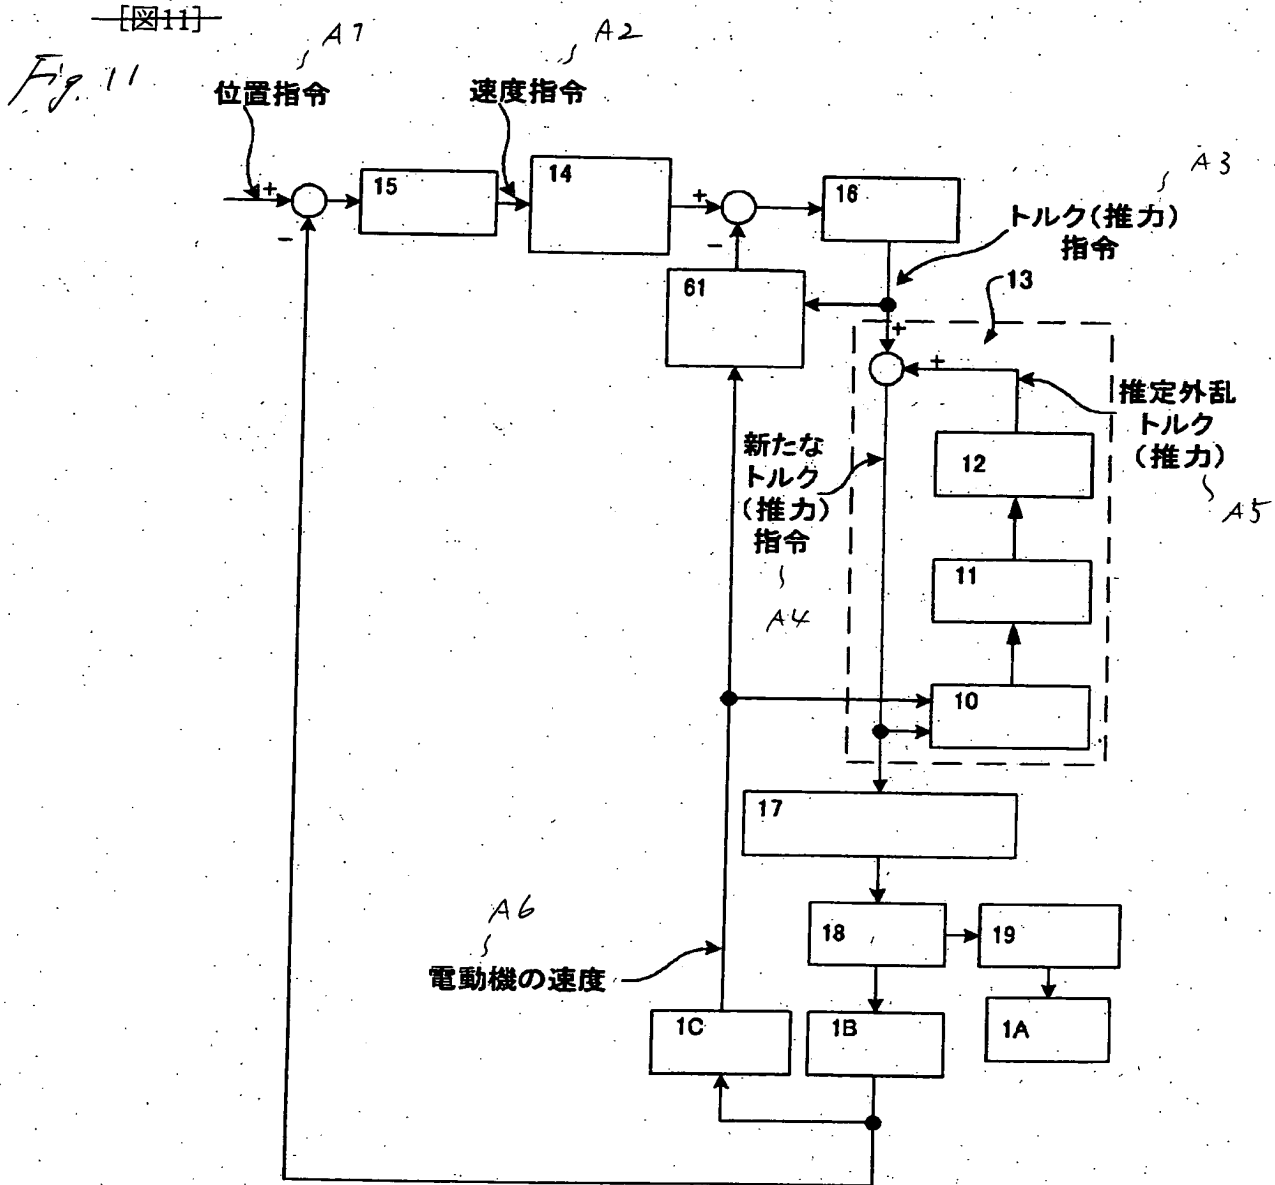 [図11]
Fig. 11
A1
位置指令
A2
速度指令
+
-
15
14
+
-
16
A3
トルク(推力)
指令
61
13
+
+
推定外乱
トルク
(推力)
A5
12
新たな
トルク
(推力)
指令
A4
11
10
17
18
19
A6
電動機の速度
1C
1B
1A